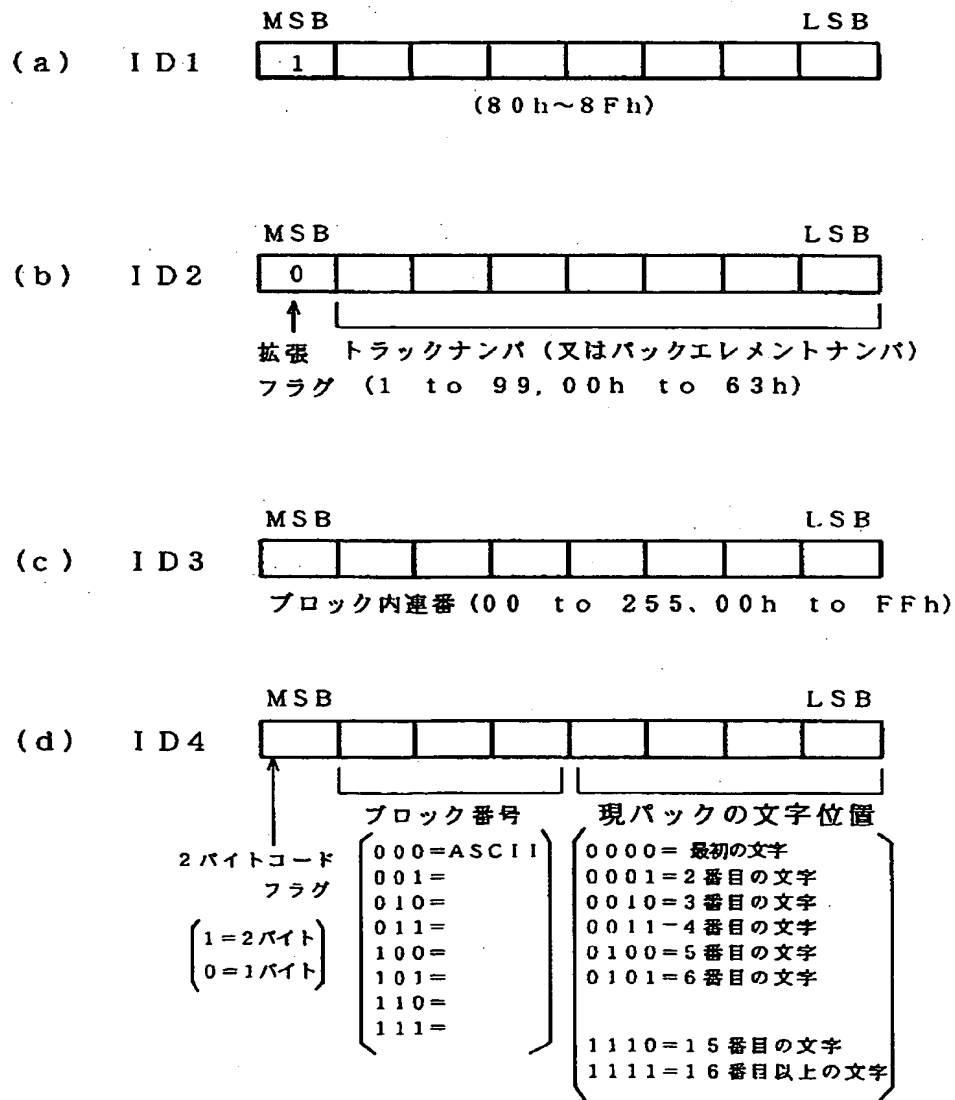 MSB LSB
(a) ID1 1
(80h~8Fh)
MSB LSB
(b) ID2 0
拡張 トラックナンバ(又はパックエレメントナンバ)
フラグ (1 to 99, 00h to 63h)
MSB LSB
(c) ID3
ブロック内連番(00 to 255、00h to FFh)
MSB LSB
(d) ID4
ブロック番号 現パックの文字位置
2バイトコード
フラグ
1=2バイト
0=1バイト
000=ASCII
001=
010=
011=
100=
101=
110=
111=
0000=最初の文字
0001=2番目の文字
0010=3番目の文字
0011-4番目の文字
0100=5番目の文字
0101=6番目の文字
1110=15番目の文字
1111=16番目以上の文字